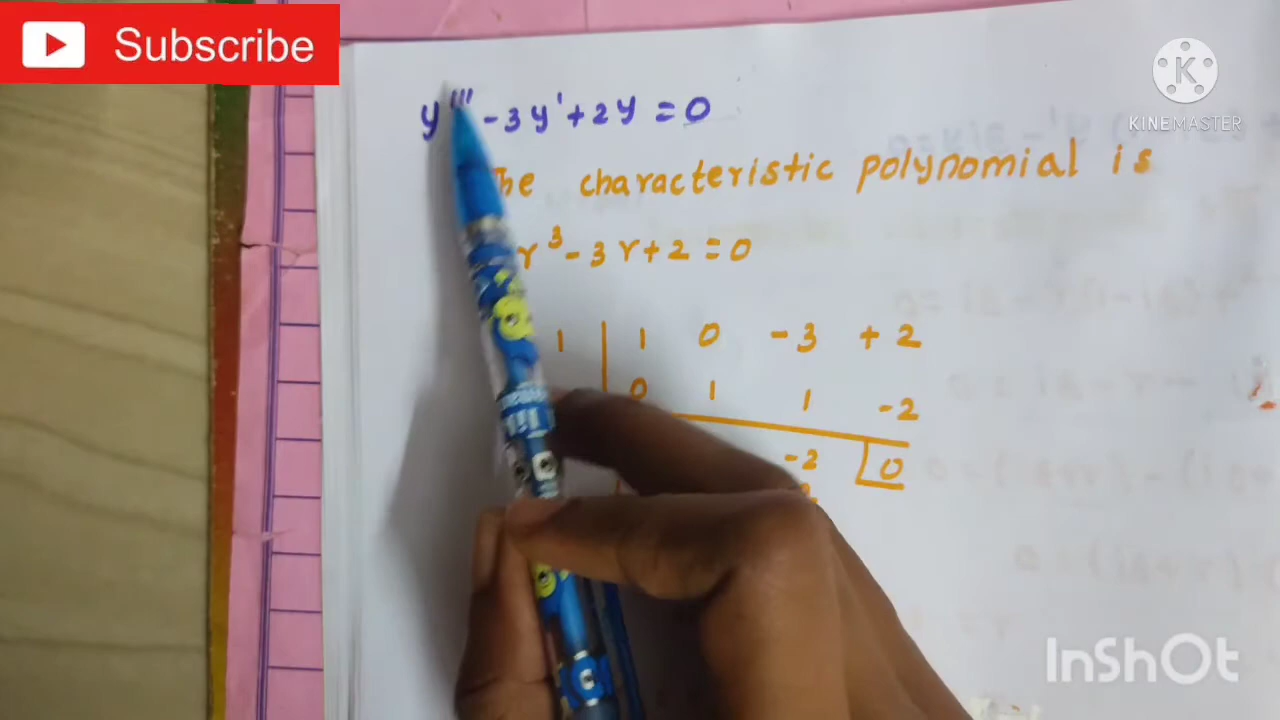 Subscribe
KINEMASTER
y''' - 3y' + 2y = 0
he characteristic polynomial is
r³ - 3r + 2 = 0
1 | 1 0 -3 +2
0 1 1 -2
-2 0
InShOt